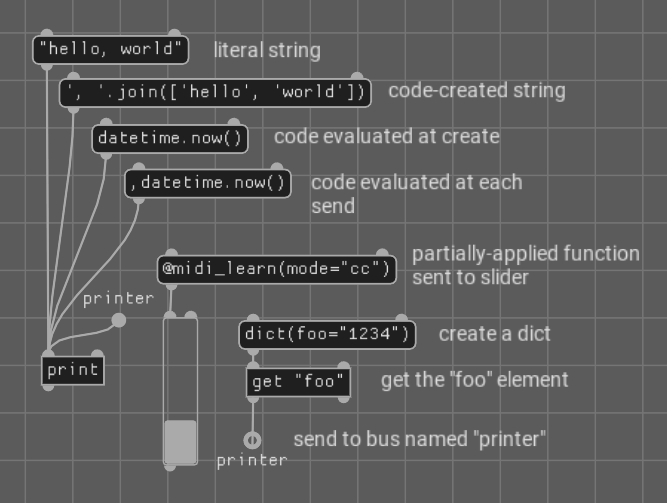 "hello, world"
literal string
', '.join(['hello', 'world'])
code-created string
datetime.now()
code evaluated at create
,datetime.now()
code evaluated at each
send
partially-applied function
sent to slider
@midi_learn(mode="cc")
printer
dict(foo="1234")
create a dict
print
get "foo"
get the "foo" element
send to bus named "printer"
printer